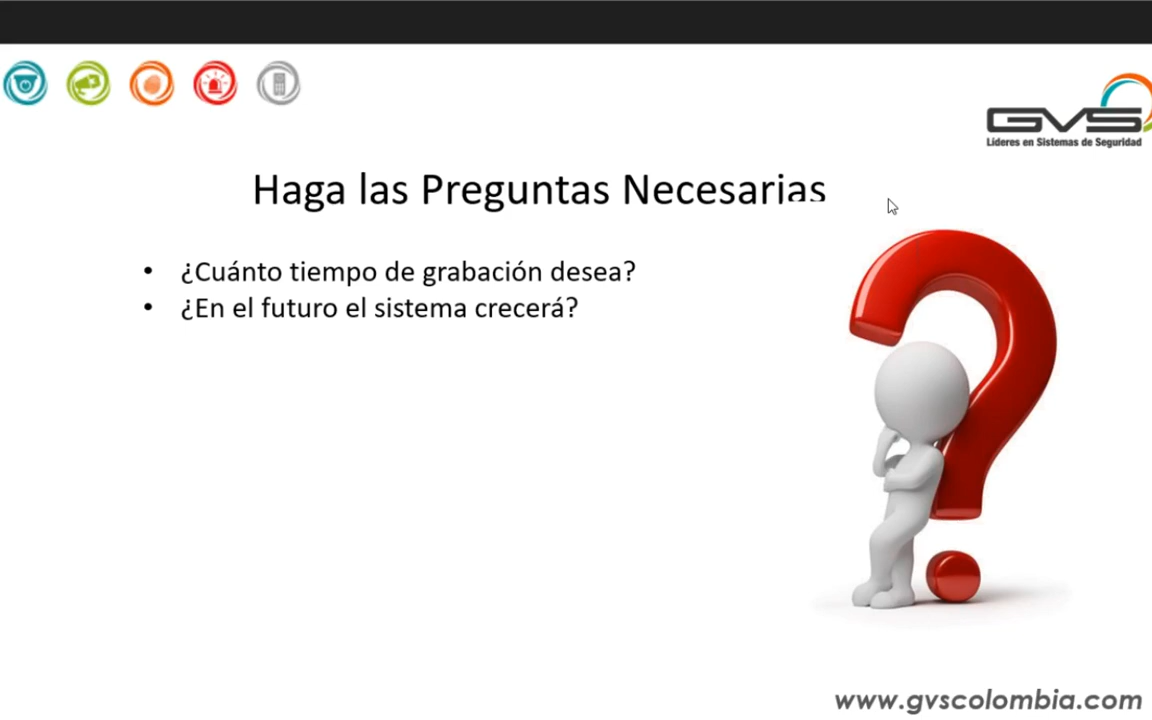 GVS
Líderes en Sistemas de Seguridad
Haga las Preguntas Necesarias
• ¿Cuánto tiempo de grabación desea?
• ¿En el futuro el sistema crecerá?
www.gvscolombia.com